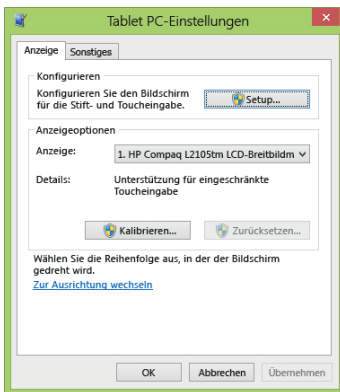 Tablet PC-Einstellungen
Anzeige
Sonstiges
Konfigurieren
Konfigurieren Sie den Bildschirm
für die Stift- und Toucheingabe.
Setup...
Anzeigeoptionen
Anzeige:
1. HP Compaq L2105tm LCD-Breitbildm
Details:
Unterstützung für eingeschränkte
Toucheingabe
Kalibrieren...
Zurücksetzen...
Wählen Sie die Reihenfolge aus, in der der Bildschirm
gedreht wird.
Zur Ausrichtung wechseln
OK
Abbrechen
Übernehmen